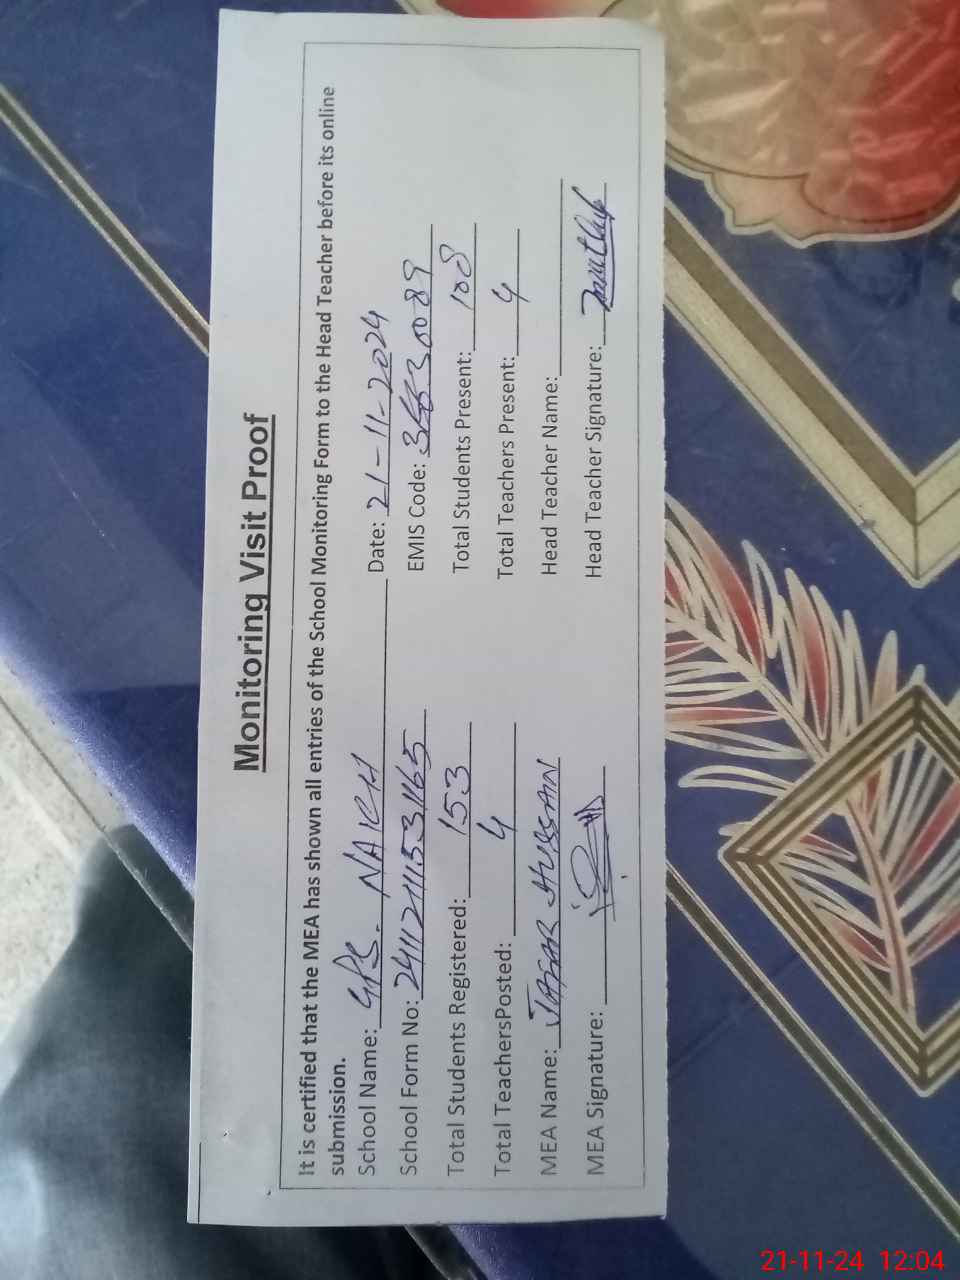 Monitoring Visit Proof
It is certified that the MEA has shown all entries of the School Monitoring Form to the Head Teacher before its online
submission.
School Name: GPS. NAICH Date: 21-11-2024
School Form No: EMIS Code:
Total Students Registered: 153 Total Students Present: 108
Total TeachersPosted: 4 Total Teachers Present: 4
MEA Name: JAFFAR HUSSAIN Head Teacher Name:
MEA Signature: Head Teacher Signature:
21-11-24 12:04